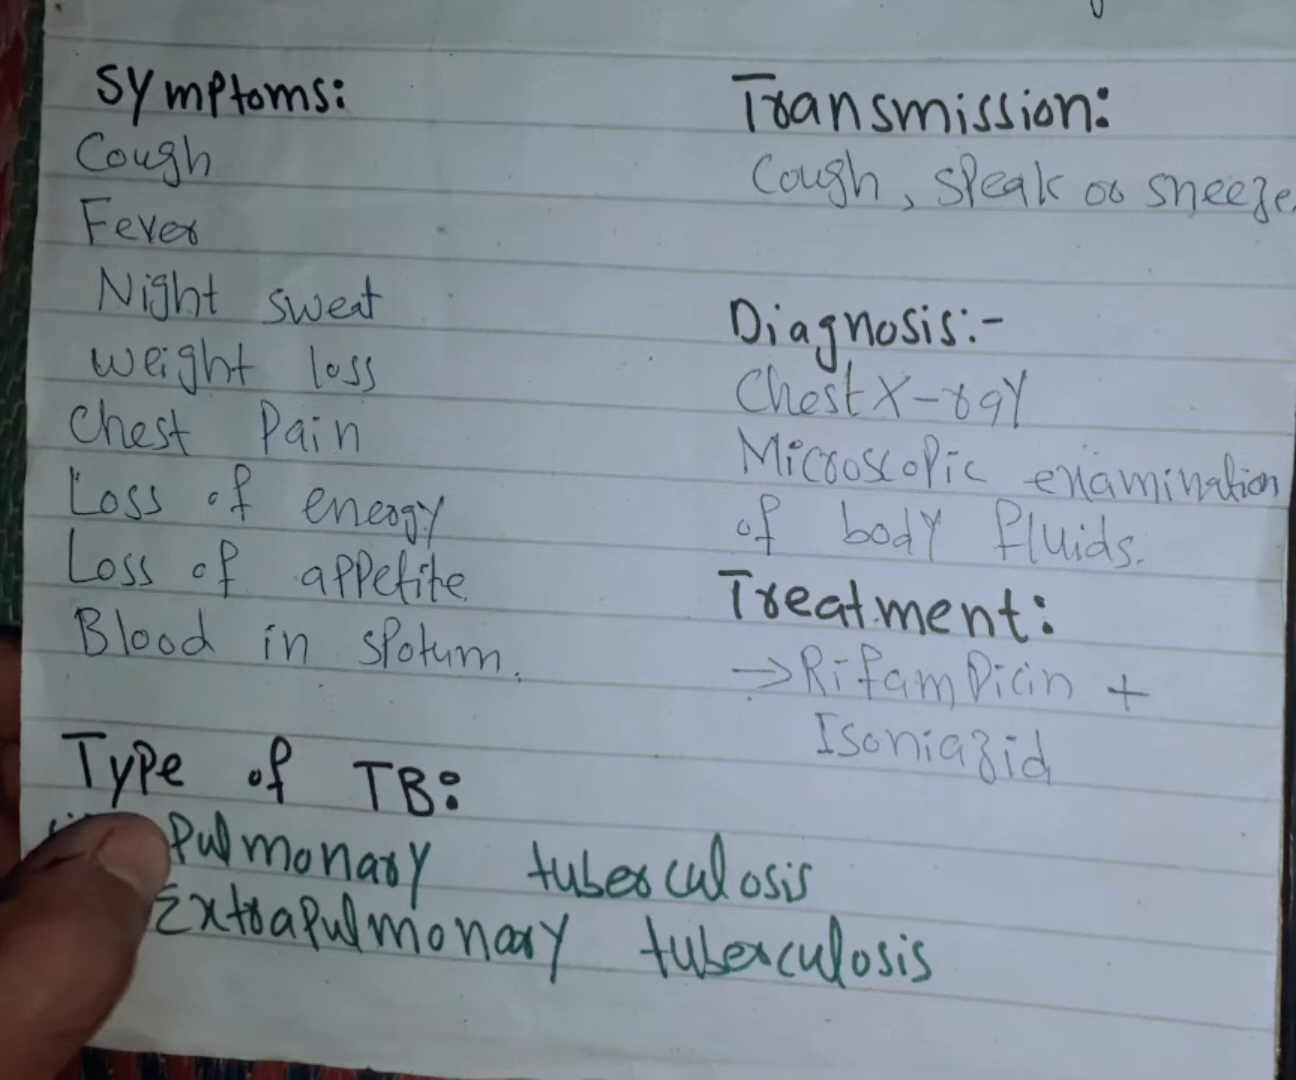 Symptoms:
Cough
Fever
Night sweat
Weight loss
Chest Pain
Loss of energy
Loss of appetite
Blood in spotum.
Type of TB:
Pulmonary tuberculosis
Extrapulmonary tuberculosis
Transmission:
Cough, speak or sneeze.
Diagnosis:-
Chest X-ray
Microscopic examination
of body fluids.
Treatment:
→ Rifampicin +
Isoniazid